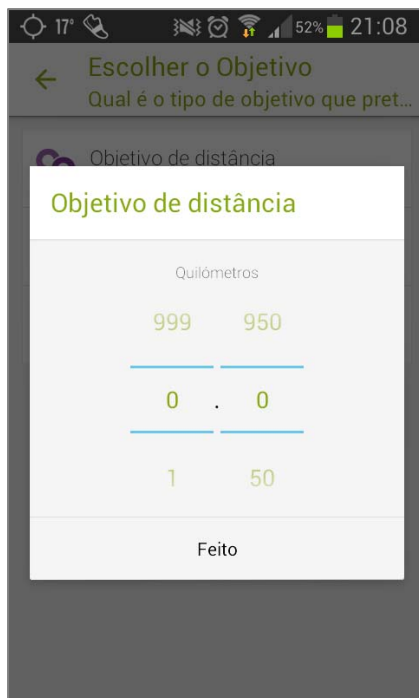 17° 52% 21:08
Escolher o Objetivo
Qual é o tipo de objetivo que pret...
Objetivo de distância
Objetivo de distância
Quilómetros
999 950
0 . 0
1 50
Feito